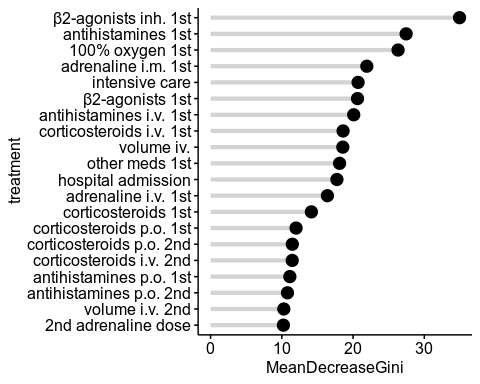 β2-agonists inh. 1st
antihistamines 1st
100% oxygen 1st
adrenaline i.m. 1st
intensive care
β2-agonists 1st
antihistamines i.v. 1st
corticosteroids i.v. 1st
volume iv.
other meds 1st
hospital admission
adrenaline i.v. 1st
corticosteroids 1st
corticosteroids p.o. 1st
corticosteroids p.o. 2nd
corticosteroids i.v. 2nd
antihistamines p.o. 1st
antihistamines p.o. 2nd
volume i.v. 2nd
2nd adrenaline dose
treatment
0 10 20 30
MeanDecreaseGini